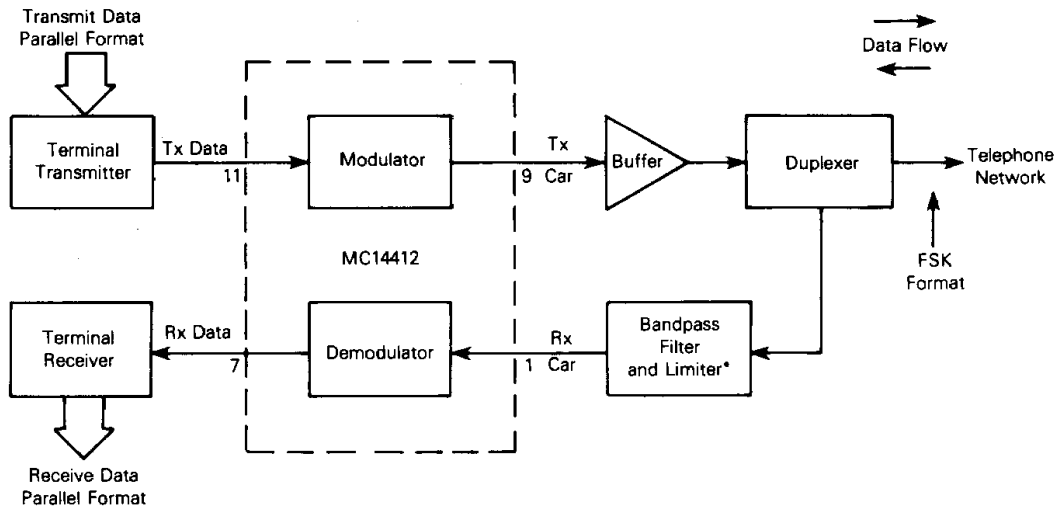 Transmit Data
Parallel Format
Data Flow
Terminal
Transmitter
Tx Data
11
Modulator
9
Tx
Car
Buffer
Duplexer
Telephone
Network
FSK
Format
MC14412
Terminal
Receiver
Rx Data
7
Demodulator
1
Rx
Car
Bandpass
Filter
and Limiter*
Receive Data
Parallel Format